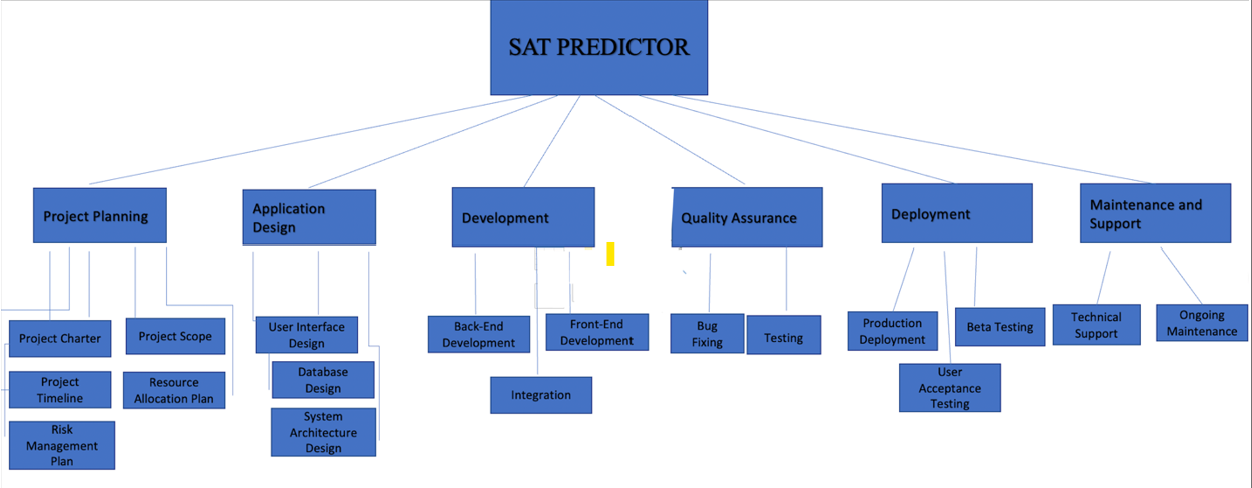 SAT PREDICTOR
Project Planning
Application
Design
Development
Quality Assurance
Deployment
Maintenance and
Support
Project Charter
Project Scope
Project
Timeline
Resource
Allocation Plan
Risk
Management
Plan
User Interface
Design
Database
Design
System
Architecture
Design
Back-End
Development
Front-End
Development
Integration
Bug
Fixing
Testing
Production
Deployment
Beta Testing
User
Acceptance
Testing
Technical
Support
Ongoing
Maintenance